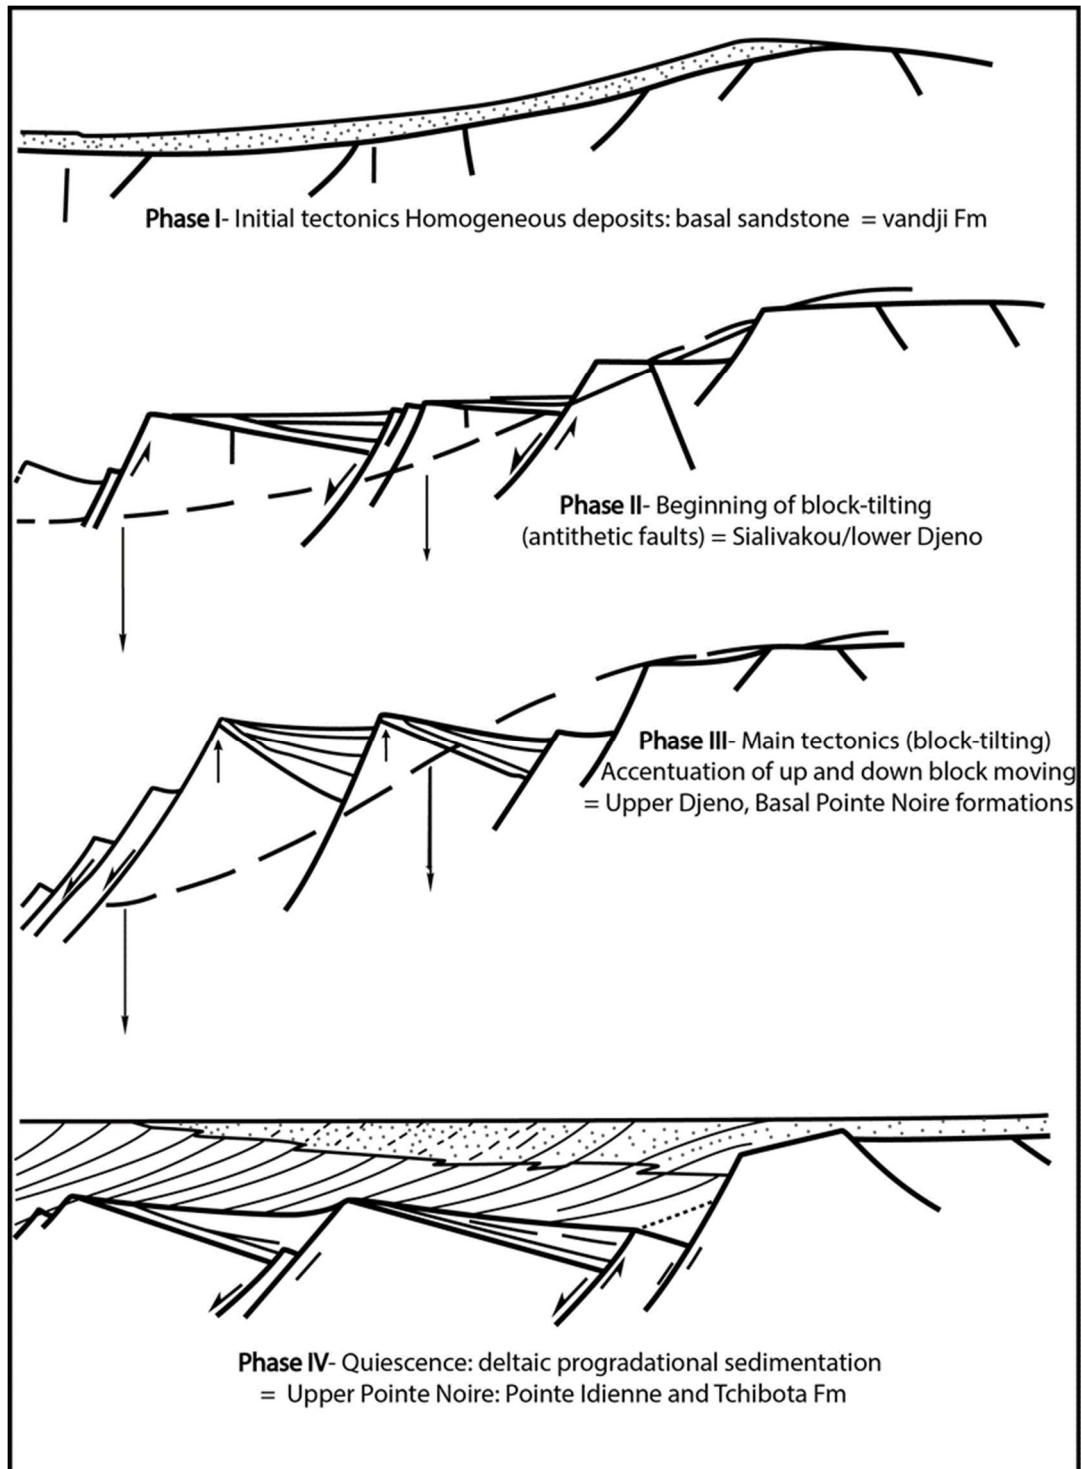 Phase I- Initial tectonics Homogeneous deposits: basal sandstone = vandji Fm
Phase II- Beginning of block-tilting
(antithetic faults) = Sialivakou/lower Djeno
Phase III- Main tectonics (block-tilting)
Accentuation of up and down block moving
= Upper Djeno, Basal Pointe Noire formations
Phase IV- Quiescence: deltaic progradational sedimentation
= Upper Pointe Noire: Pointe Idienne and Tchibota Fm